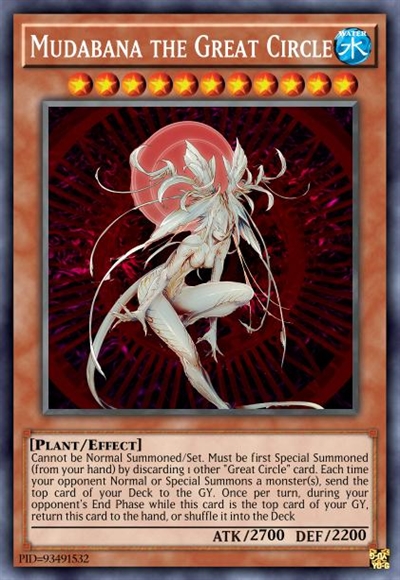 MUDABANA THE GREAT CIRCLE
WATER
水
[PLANT/EFFECT]
Cannot be Normal Summoned/Set. Must be first Special Summoned
(from your hand) by discarding 1 other "Great Circle" card. Each time
your opponent Normal or Special Summons a monster(s), send the
top card of your Deck to the GY. Once per turn, during your
opponent's End Phase while this card is the top card of your GY,
return this card to the hand, or shuffle it into the Deck
ATK/2700 DEF/2200
PID=93491532